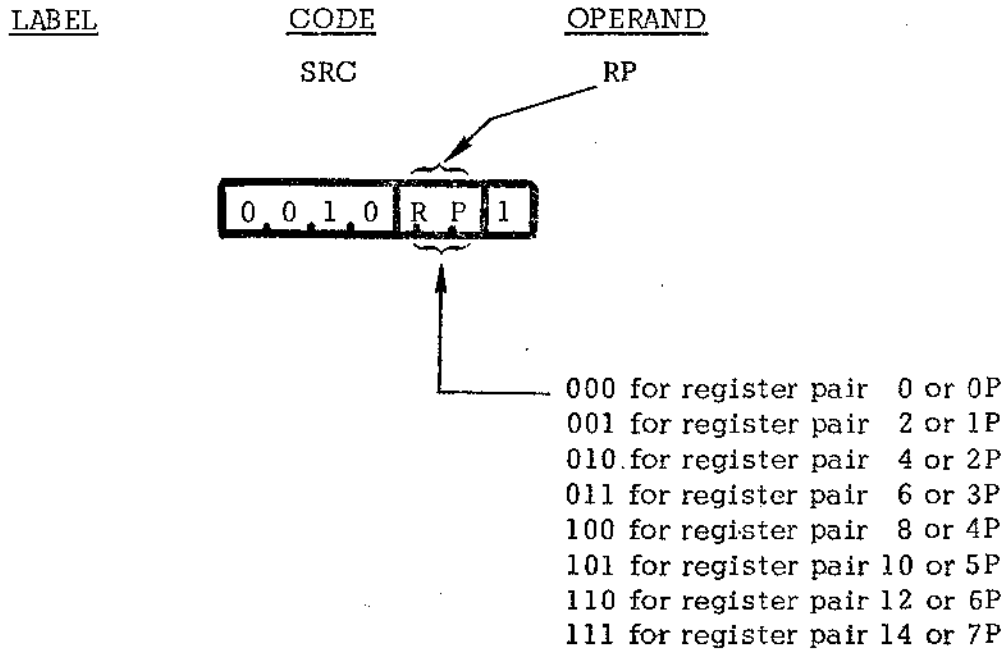 LABEL CODE OPERAND
SRC RP
0 0 1 0 R P 1
000 for register pair 0 or 0P
001 for register pair 2 or 1P
010 for register pair 4 or 2P
011 for register pair 6 or 3P
100 for register pair 8 or 4P
101 for register pair 10 or 5P
110 for register pair 12 or 6P
111 for register pair 14 or 7P